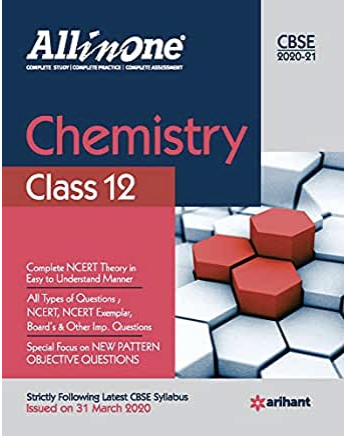 All in One®
CBSE
2020-21
COMPLETE STUDY | COMPLETE PRACTICE | COMPLETE ASSESSMENT
Chemistry
Class 12
Complete NCERT Theory in
Easy to Understand Manner
All Types of Questions ;
NCERT, NCERT Exemplar,
Board's & Other Imp. Questions
Special Focus on NEW PATTERN
OBJECTIVE QUESTIONS
Strictly Following Latest CBSE Syllabus
Issued on 31 March 2020
arihant